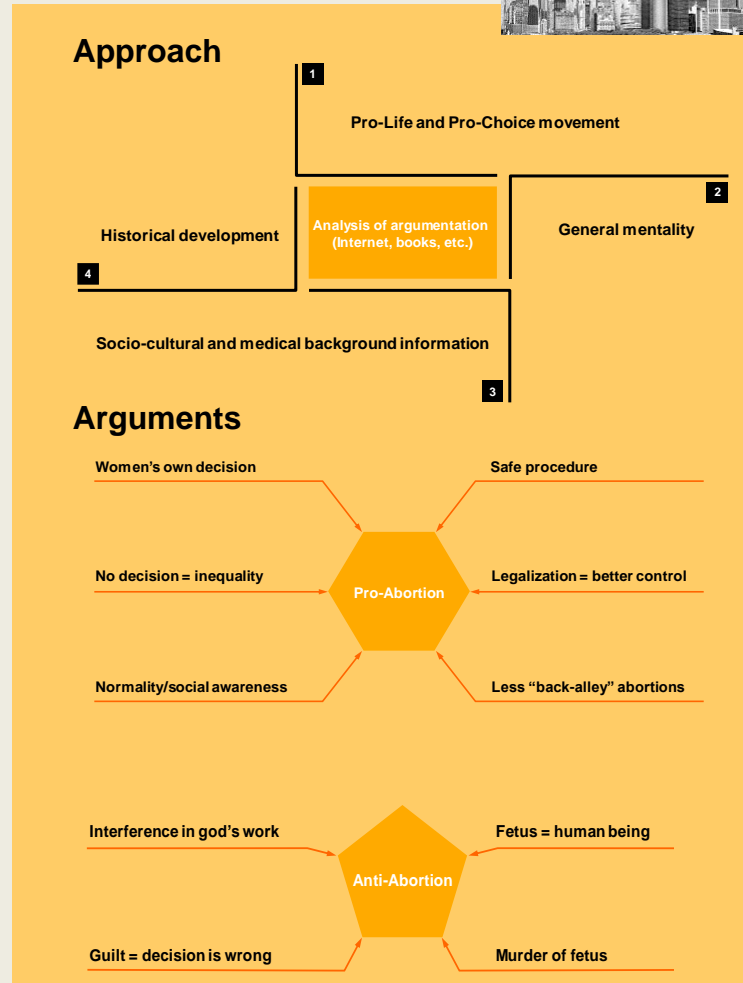 Approach
1
Pro-Life and Pro-Choice movement
2
Historical development
Analysis of argumentation
(Internet, books, etc.)
General mentality
4
Socio-cultural and medical background information
3
Arguments
Women's own decision
Safe procedure
No decision = inequality
Pro-Abortion
Legalization = better control
Normality/social awareness
Less “back-alley” abortions
Interference in god's work
Fetus = human being
Anti-Abortion
Guilt = decision is wrong
Murder of fetus